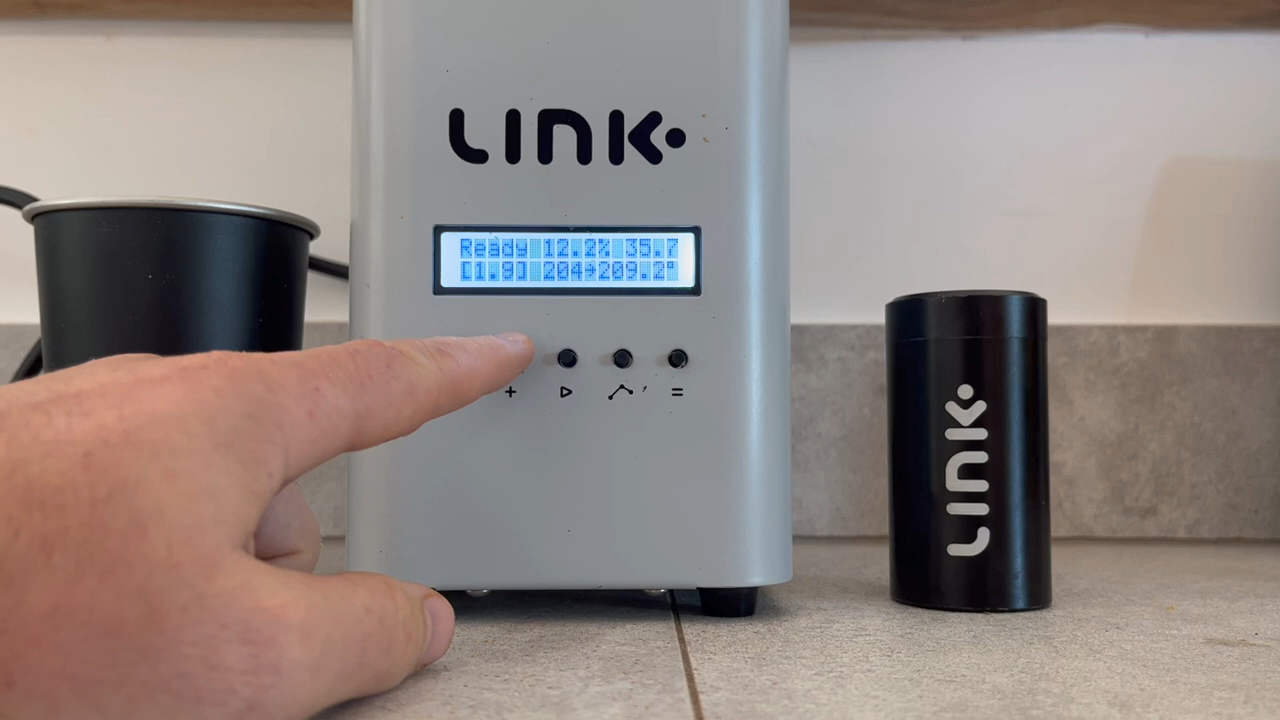 LINK
Ready 12.2% 35.7
[1.9] 204→209.2°
+ ▷ =
LINK